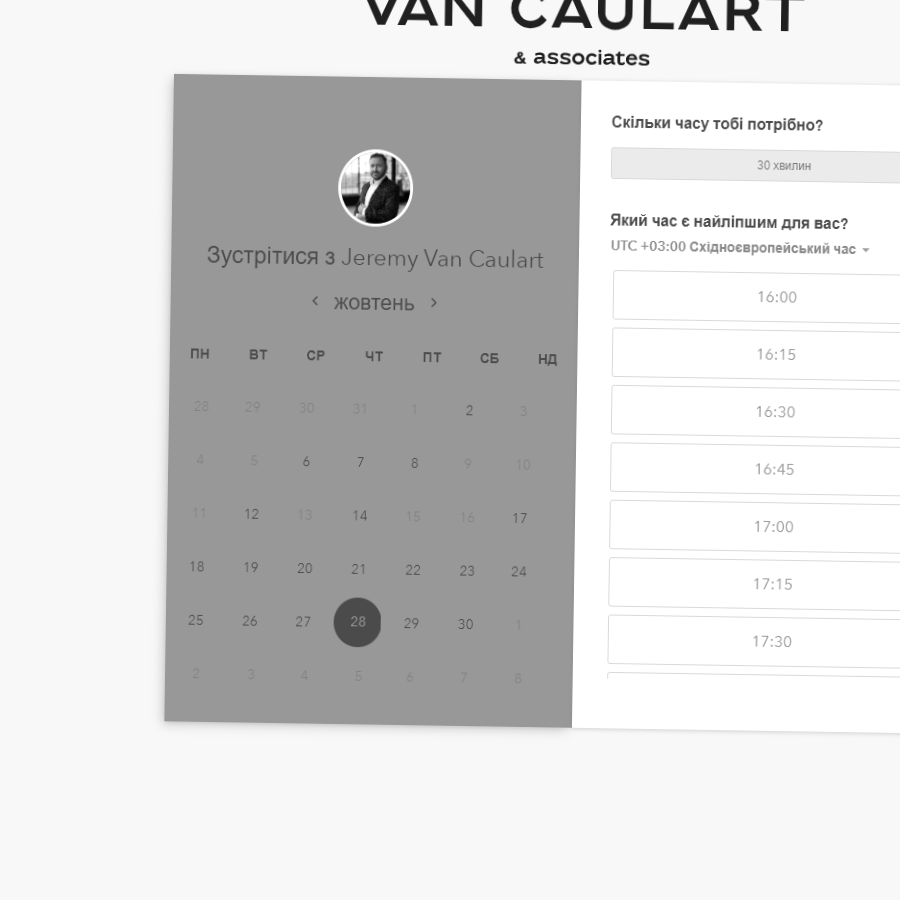 VAN CAULART
& associates
Зустрітися з Jeremy Van Caulart
‹ жовтень ›
ПН ВТ СР ЧТ ПТ СБ НД
28 29 30 31 1 2 3
4 5 6 7 8 9 10
11 12 13 14 15 16 17
18 19 20 21 22 23 24
25 26 27 28 29 30 1
2 3 4 5 6 7 8
Скільки часу тобі потрібно?
30 хвилин
Який час є найліпшим для вас?
UTC +03:00 Східноєвропейський час
16:00
16:15
16:30
16:45
17:00
17:15
17:30